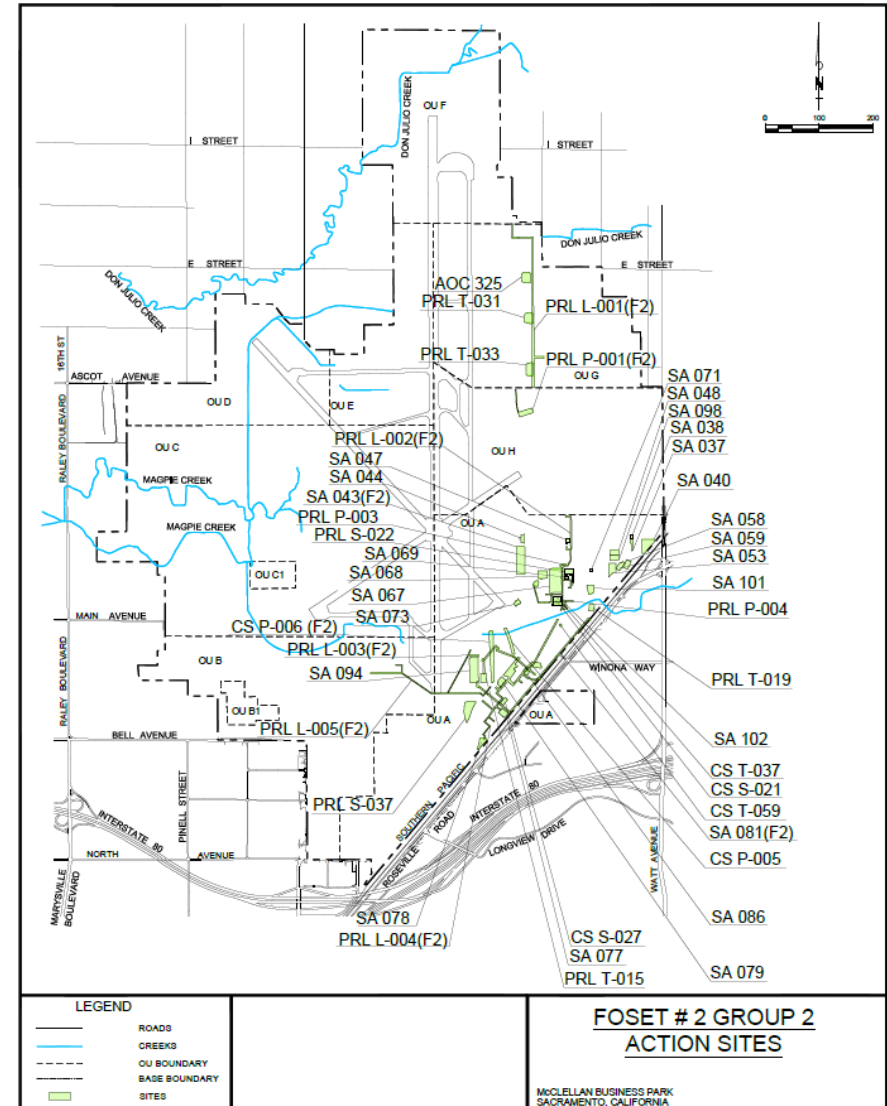 DON JULIO CREEK
OU F
N
0 100 200
I STREET
I STREET
DON JULIO CREEK
E STREET
E STREET
DON JULIO CREEK
AOC 325
PRL T-031
PRL L-001(F2)
PRL T-033
PRL P-001(F2)
OU G
16TH ST
ASCOT AVENUE
OU D
OU E
SA 071
SA 048
SA 098
SA 038
SA 037
RALEY BOULEVARD
OU C
PRL L-002(F2)
OU H
SA 047
SA 044
SA 040
MAGPIE CREEK
SA 043(F2)
PRL P-003
OU A
SA 058
MAGPIE CREEK
PRL S-022
SA 059
SA 069
SA 053
OU C1
SA 068
SA 101
SA 067
PRL P-004
MAIN AVENUE
SA 073
CS P-006 (F2)
PRL L-003(F2)
OU B
SA 094
WINONA WAY
PRL T-019
RALEY BOULEVARD
OU B1
OU A
OU A
BELL AVENUE
PRL L-005(F2)
SA 102
CS T-037
CS S-021
PINELL STREET
PRL S-037
SOUTHERN PACIFIC
CS T-059
INTERSTATE 80
ROSEVILLE ROAD
INTERSTATE 80
SA 081(F2)
LONGVIEW DRIVE
CS P-005
NORTH AVENUE
WATT AVENUE
MARYSVILLE
BOULEVARD
SA 078
SA 086
PRL L-004(F2)
CS S-027
SA 077
SA 079
PRL T-015
LEGEND
ROADS
CREEKS
OU BOUNDARY
BASE BOUNDARY
SITES
FOSET # 2 GROUP 2
ACTION SITES
McCLELLAN BUSINESS PARK
SACRAMENTO, CALIFORNIA